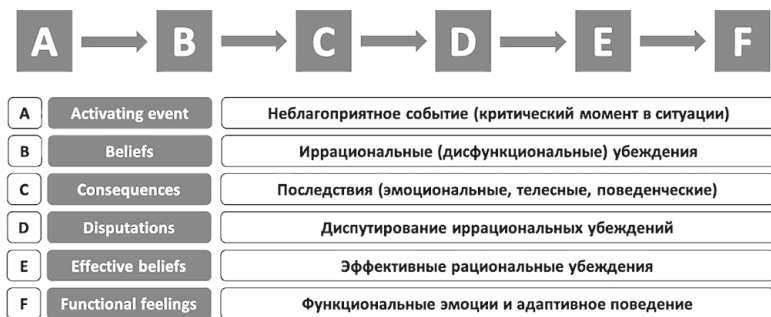 A B C D E F
A Activating event Неблагоприятное событие (критический момент в ситуации)
B Beliefs Иррациональные (дисфункциональные) убеждения
C Consequences Последствия (эмоциональные, телесные, поведенческие)
D Disputations Диспутирование иррациональных убеждений
E Effective beliefs Эффективные рациональные убеждения
F Functional feelings Функциональные эмоции и адаптивное поведение